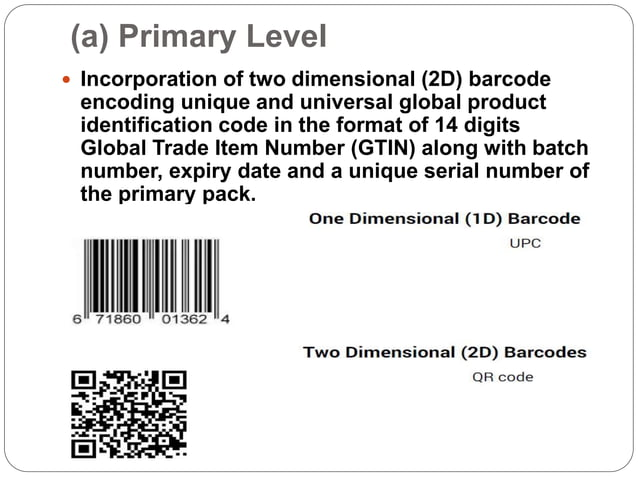 (a) Primary Level
Incorporation of two dimensional (2D) barcode
encoding unique and universal global product
identification code in the format of 14 digits
Global Trade Item Number (GTIN) along with batch
number, expiry date and a unique serial number of
the primary pack.
One Dimensional (1D) Barcode
UPC
6 71860 01362 4
Two Dimensional (2D) Barcodes
QR code